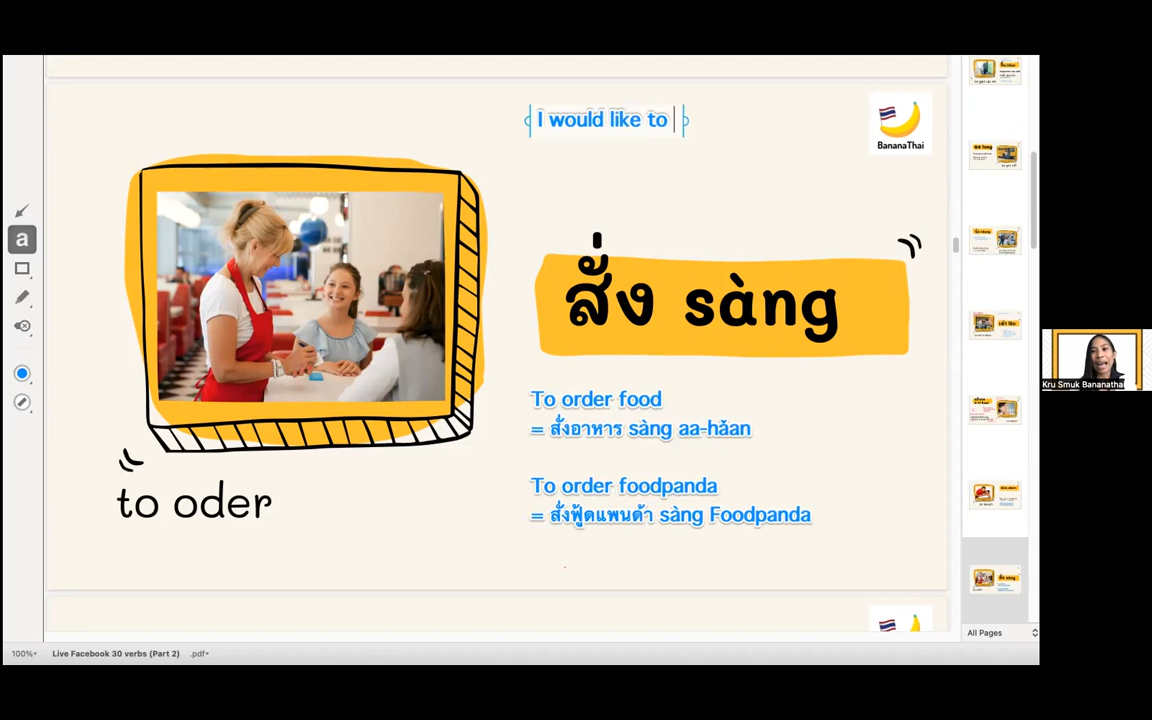 I would like to
BananaThai
สั่ง sàng
To order food
= สั่งอาหาร sàng aa-hǎan
To order foodpanda
= สั่งฟู้ดแพนด้า sàng Foodpanda
to oder
a
Kru Smuk Bananathai
All Pages
100%
Live Facebook 30 verbs (Part 2)
.pdf